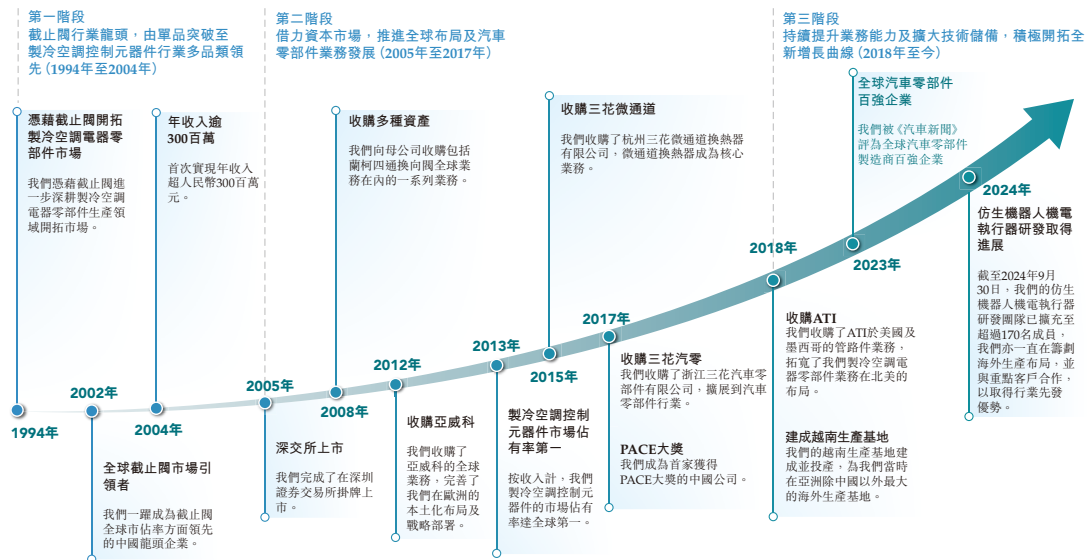 第一階段
截止閥行業龍頭，由單品突破至
製冷空調控制元器件行業多品類領
先（1994年至2004年）
第二階段
借力資本市場，推進全球布局及汽車
零部件業務發展（2005年至2017年）
第三階段
持續提升業務能力及擴大技術儲備，積極開拓全
新增長曲線（2018年至今）
憑藉截止閥開拓
製冷空調電器零
部件市場
我們憑藉截止閥進
一步深耕製冷空調
電器零部件生產領
域開拓市場。
1994年
2002年
全球截止閥市場引
領者
我們一躍成為截止閥
全球市佔率方面領先
的中國龍頭企業。
年收入逾
300百萬
首次實現年收入
超人民幣300百萬
元。
2004年
2005年
深交所上市
我們完成了在深圳
證券交易所掛牌上
市。
收購多種資產
我們向母公司收購包括
蘭柯四通換向閥全球業
務在內的一系列業務。
2008年
2012年
收購亞威科
我們收購了
亞威科的全球
業務，完善了
我們在歐洲的
本土化布局及
戰略部署。
2013年
製冷空調控制
元器件市場佔
有率第一
按收入計，我們
製冷空調控制元
器件的市場佔有
率達全球第一。
收購三花微通道
我們收購了杭州三花微通道換熱器
有限公司，微通道換熱器成為核心
業務。
2015年
2017年
收購三花汽零
我們收購了浙江三花汽車零
部件有限公司，擴展到汽車
零部件行業。
PACE大獎
我們成為首家獲得
PACE大獎的中國公司。
2018年
收購ATI
我們收購了ATI於美國及
墨西哥的管路件業務，
拓寬了我們製冷空調電
器零部件業務在北美的
布局。
建成越南生產基地
我們的越南生產基地建
成並投產，為我們當時
在亞洲除中國以外最大
的海外生產基地。
全球汽車零部件
百強企業
我們被《汽車新聞》
評為全球汽車零部件
製造商百強企業
2023年
2024年
仿生機器人機電
執行器研發取得
進展
截至2024年9月
30日，我們的仿生
機器人機電執行器
研發團隊已擴充至
超過170名成員，
我們亦一直在籌劃
海外生產布局，並
與重點客戶合作，
以取得行業先發
優勢。